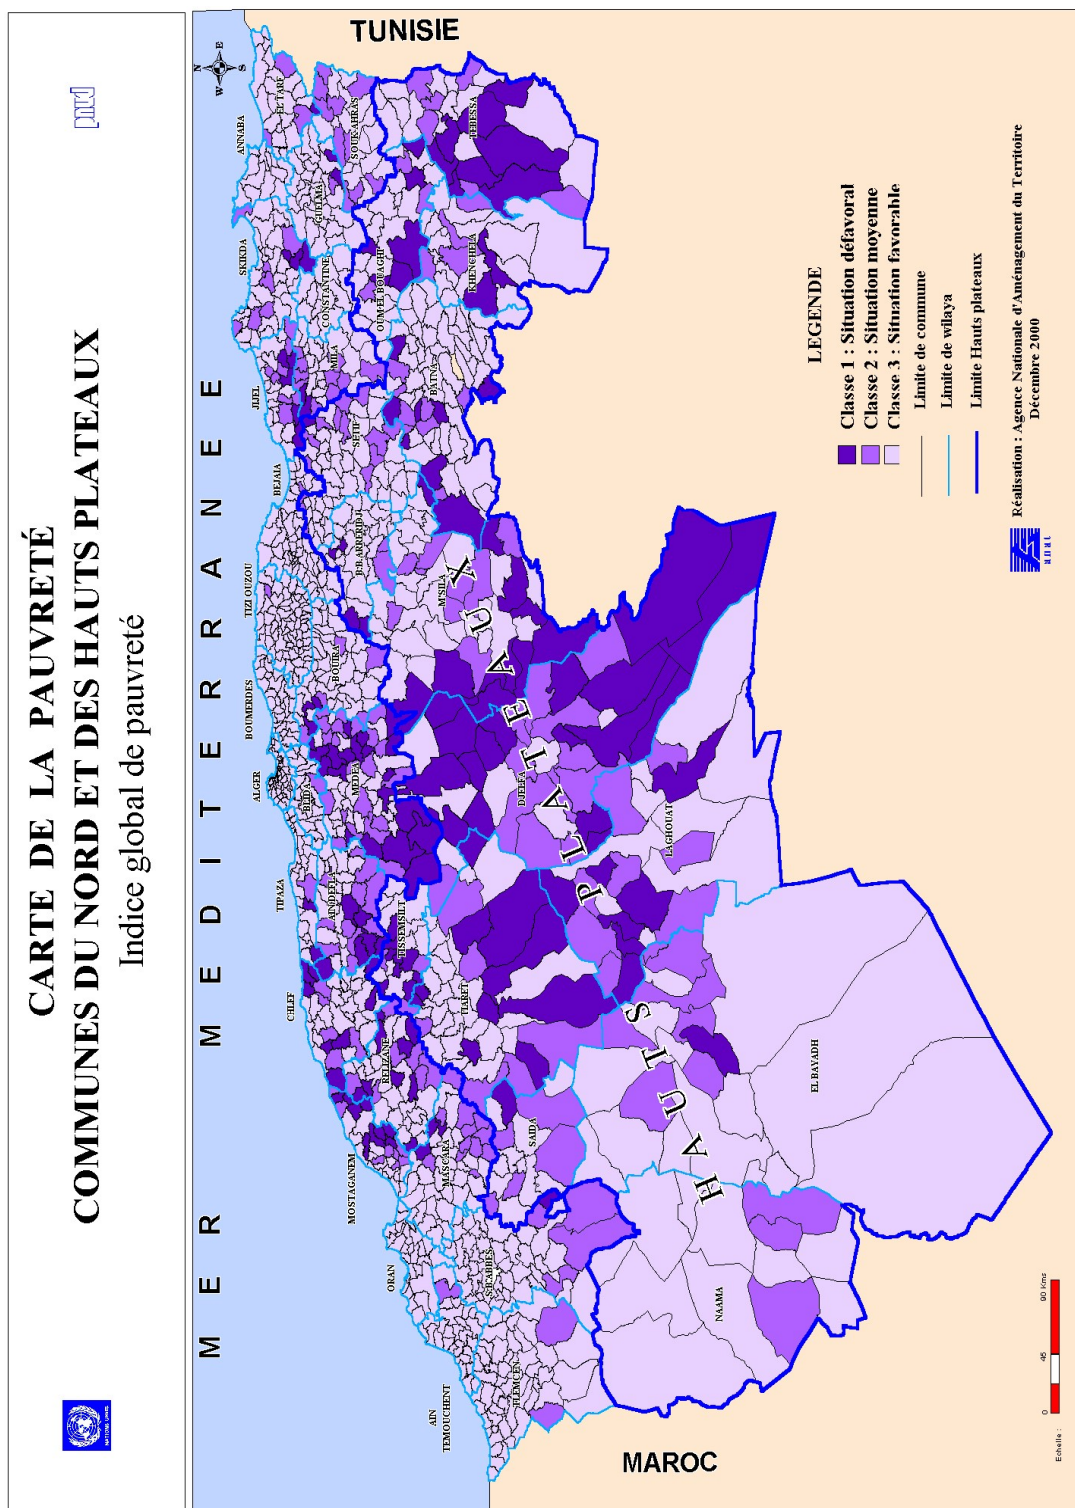 CARTE DE LA PAUVRETÉ
COMMUNES DU NORD ET DES HAUTS PLATEAUX
Indice global de pauvreté
NATIONS UNIES
pnud
MER MEDITERRANEE
TUNISIE
MAROC
N
W E
S
HAUTS PLATEAUX
AIN
TEMOUCHENT
ORAN
MOSTAGANEM
CHLEF
TIPAZA
ALGER
BOUMERDES
TIZI OUZOU
BEJAIA
JIJEL
SKIKDA
ANNABA
TLEMCEN
S.B.ABBES
MASCARA
RELIZANE
AIN DEFLA
BLIDA
MEDEA
BOUIRA
B.B.ARRERIDJ
SETIF
MILA
CONSTANTINE
GUELMA
EL TARF
SOUK-AHRAS
SAIDA
TIARET
TISSEMSILT
DJELFA
M'SILA
BATNA
OUM EL BOUAGHI
KHENCHELA
TEBESSA
NAAMA
EL BAYADH
LAGHOUAT
LEGENDE
Classe 1 : Situation défavoral
Classe 2 : Situation moyenne
Classe 3 : Situation favorable
Limite de commune
Limite de wilaya
Limite Hauts plateaux
anat
Réalisation : Agence Nationale d'Aménagement du Territoire
Décembre 2000
Echelle :
0 45 90 Kms